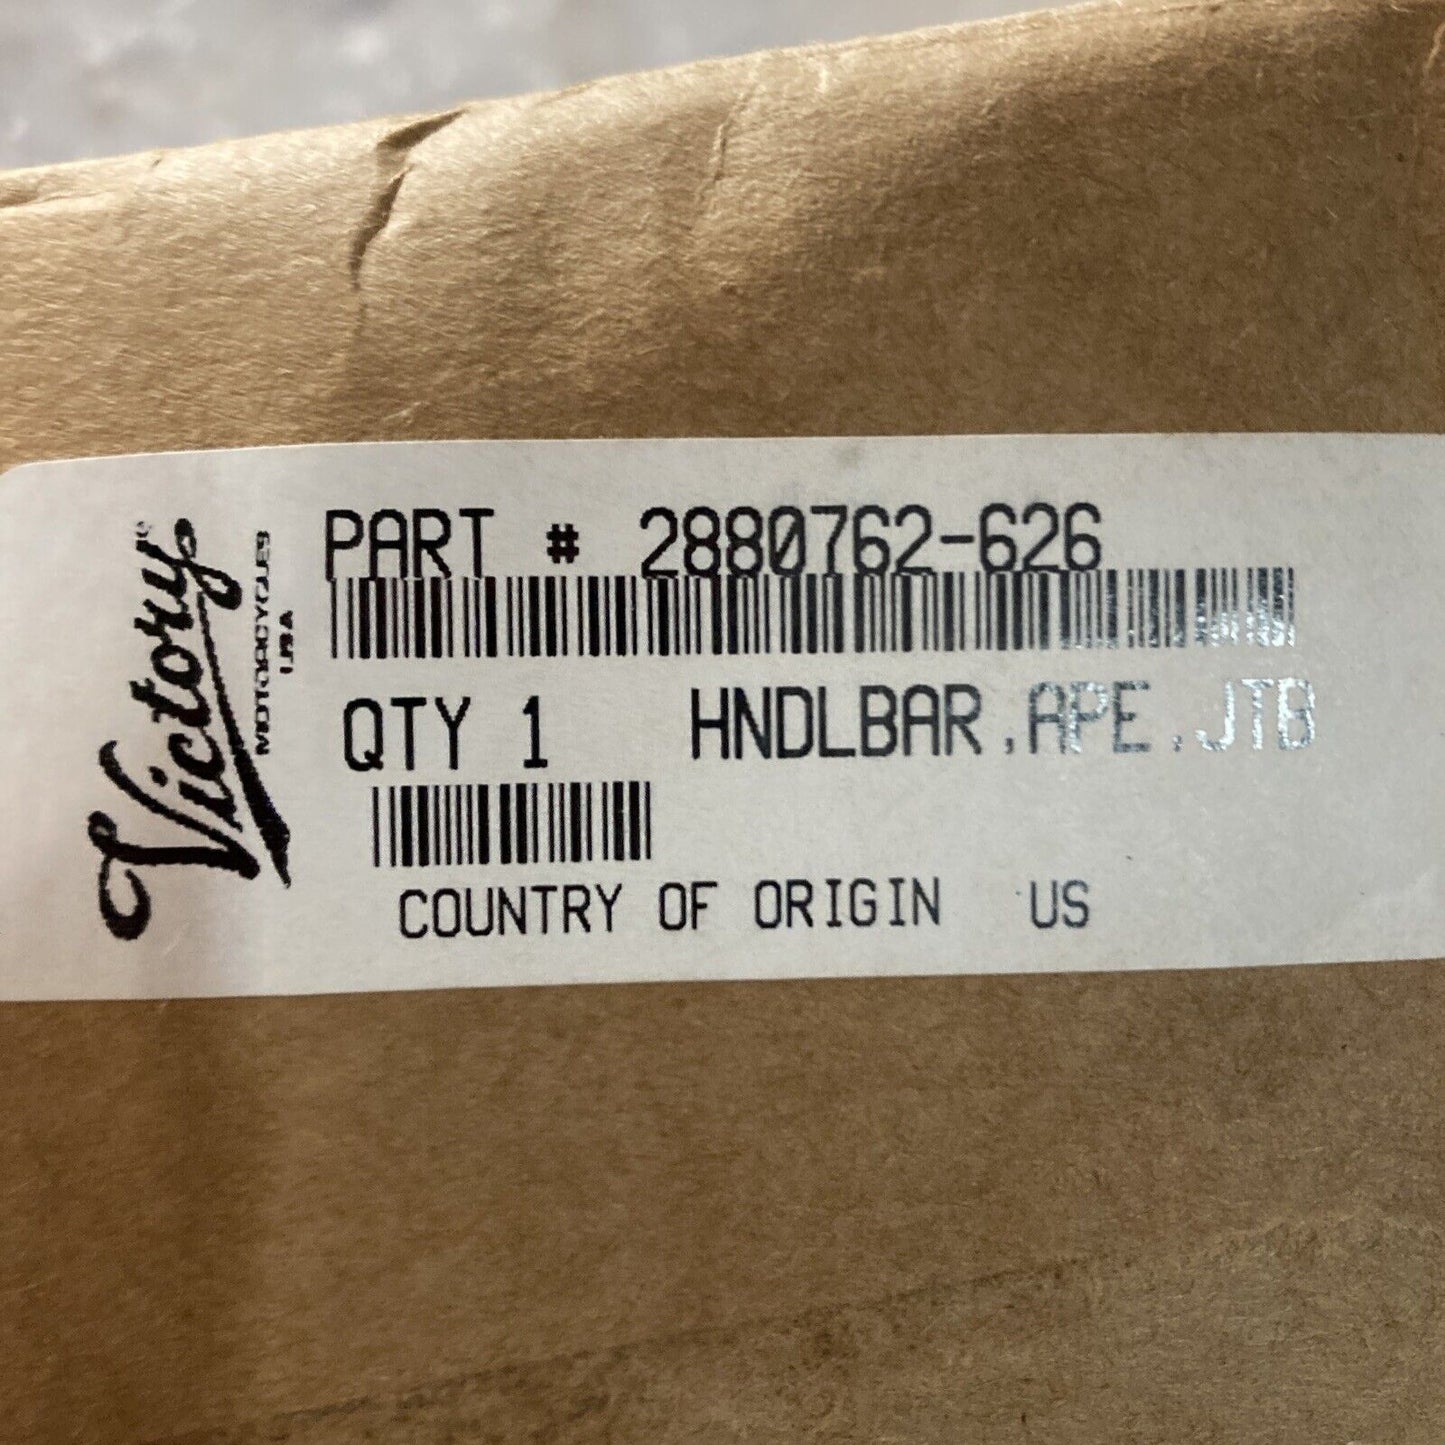 Victory®
MOTORCYCLES
USA
PART # 2880762-626
QTY 1 HNDLBAR,APE,JTB
COUNTRY OF ORIGIN US